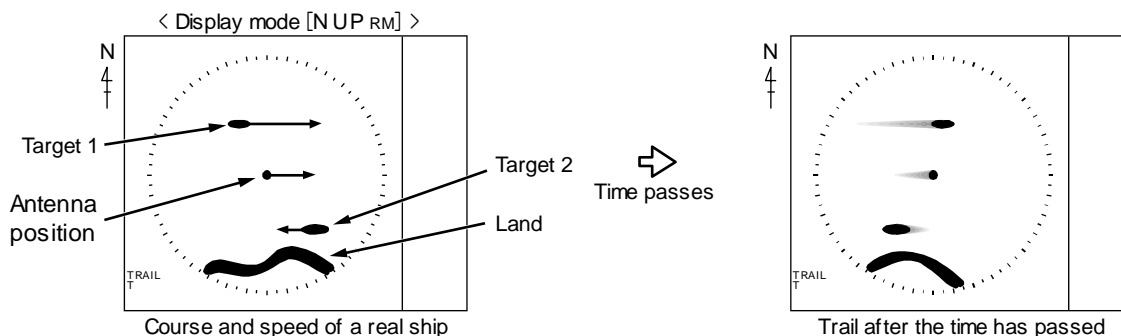 < Display mode [N UP RM] >
N
Target 1
Antenna
position
Target 2
Land
TRAIL
T
Course and speed of a real ship
Time passes
N
TRAIL
T
Trail after the time has passed